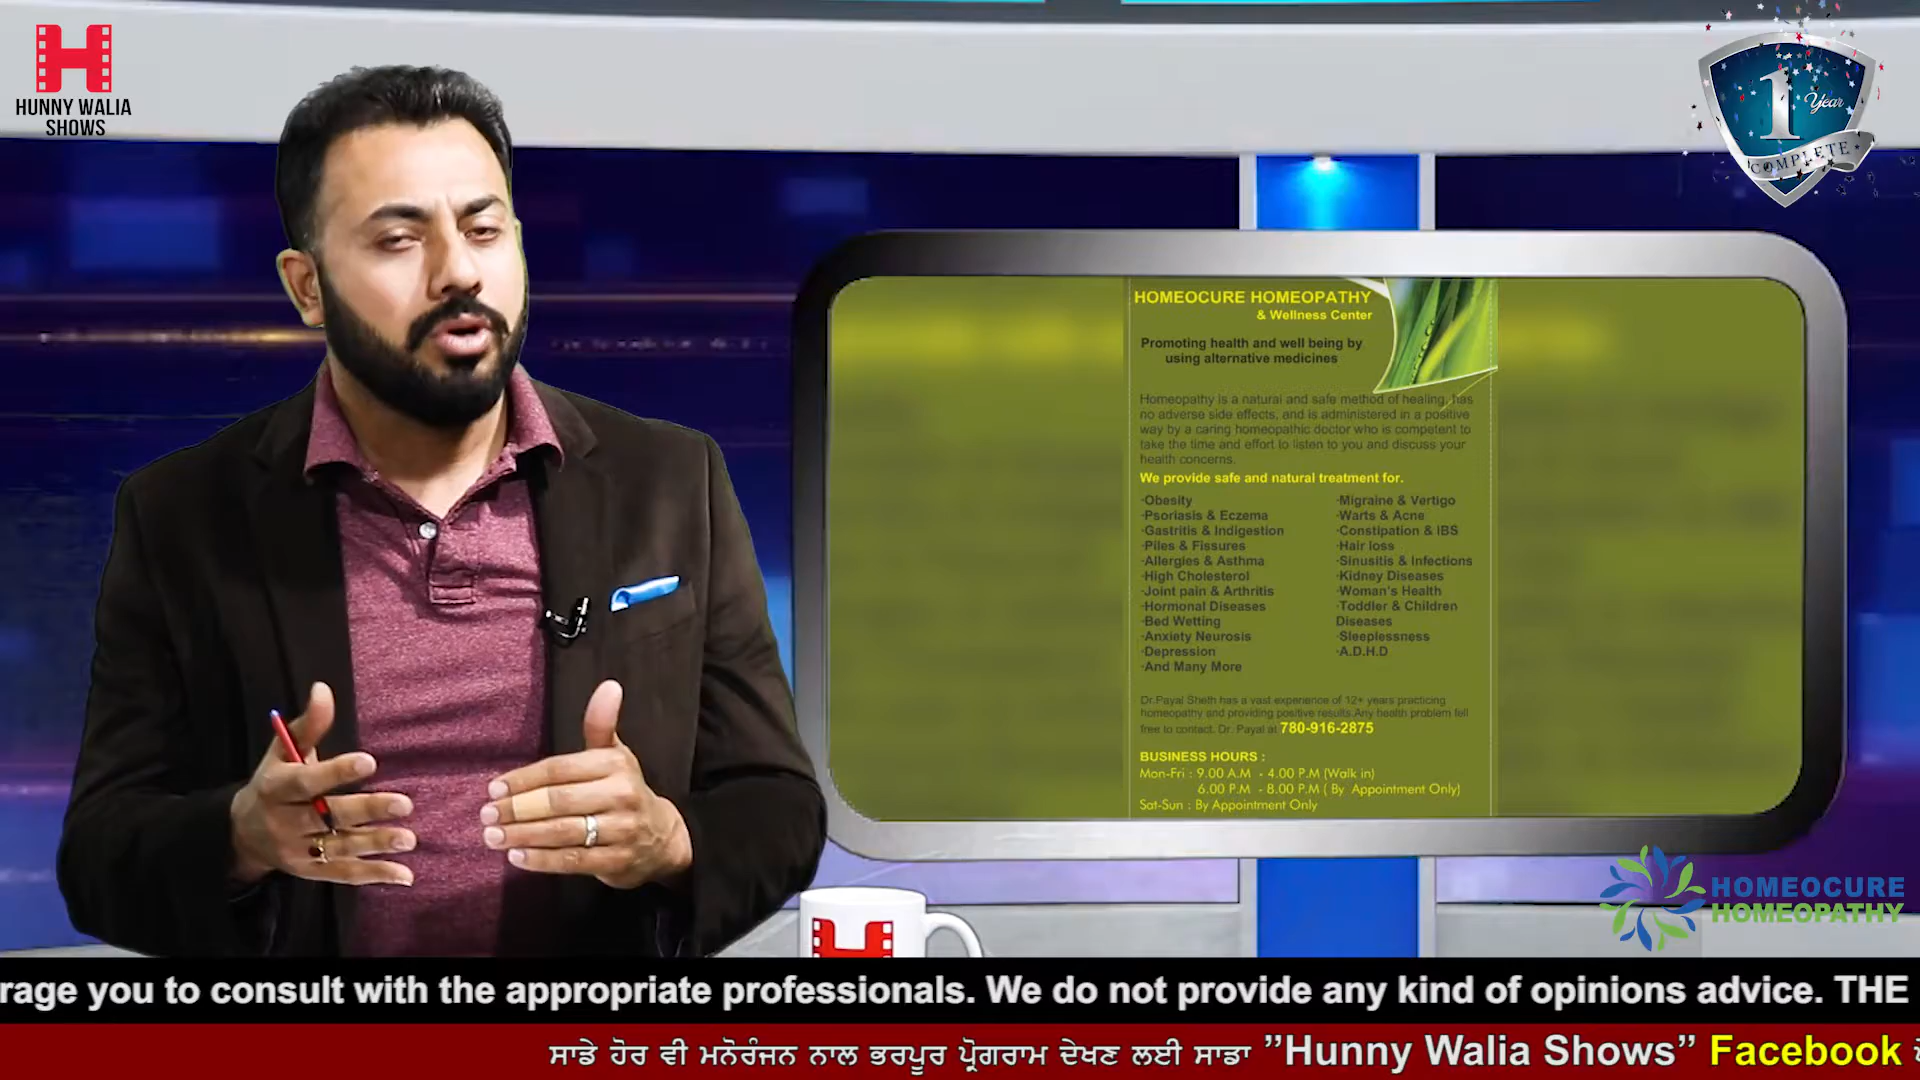 HUNNY WALIA
SHOWS
1
Year
COMPLETE
HOMEOCURE HOMEOPATHY
& Wellness Center
Promoting health and well being by
using alternative medicines
Homeopathy is a natural and safe method of healing, has
no adverse side effects, and is administered in a positive
way by a caring homeopathic doctor who is competent to
take the time and effort to listen to you and discuss your
health concerns.
We provide safe and natural treatment for.
·Obesity
·Psoriasis & Eczema
·Gastritis & Indigestion
·Piles & Fissures
·Allergies & Asthma
·High Cholesterol
·Joint pain & Arthritis
·Hormonal Diseases
·Bed Wetting
·Anxiety Neurosis
·Depression
·And Many More
·Migraine & Vertigo
·Warts & Acne
·Constipation & IBS
·Hair loss
·Sinusitis & Infections
·Kidney Diseases
·Woman's Health
·Toddler & Children
Diseases
·Sleeplessness
·A.D.H.D
Dr.Payal Sheth has a vast experience of 12+ years practicing
homeopathy and providing positive results.Any health problem fell
free to contact. Dr. Payal at 780-916-2875
BUSINESS HOURS :
Mon-Fri : 9.00 A.M - 4.00 P.M (Walk in)
6.00 P.M - 8.00 P.M ( By Appointment Only)
Sat-Sun : By Appointment Only
HOMEOCURE
HOMEOPATHY
rage you to consult with the appropriate professionals. We do not provide any kind of opinions advice. THE
ਸਾਡੇ ਹੋਰ ਵੀ ਮਨੋਰੰਜਨ ਨਾਲ ਭਰਪੂਰ ਪ੍ਰੋਗਰਾਮ ਦੇਖਣ ਲਈ ਸਾਡਾ ”Hunny Walia Shows” Facebook